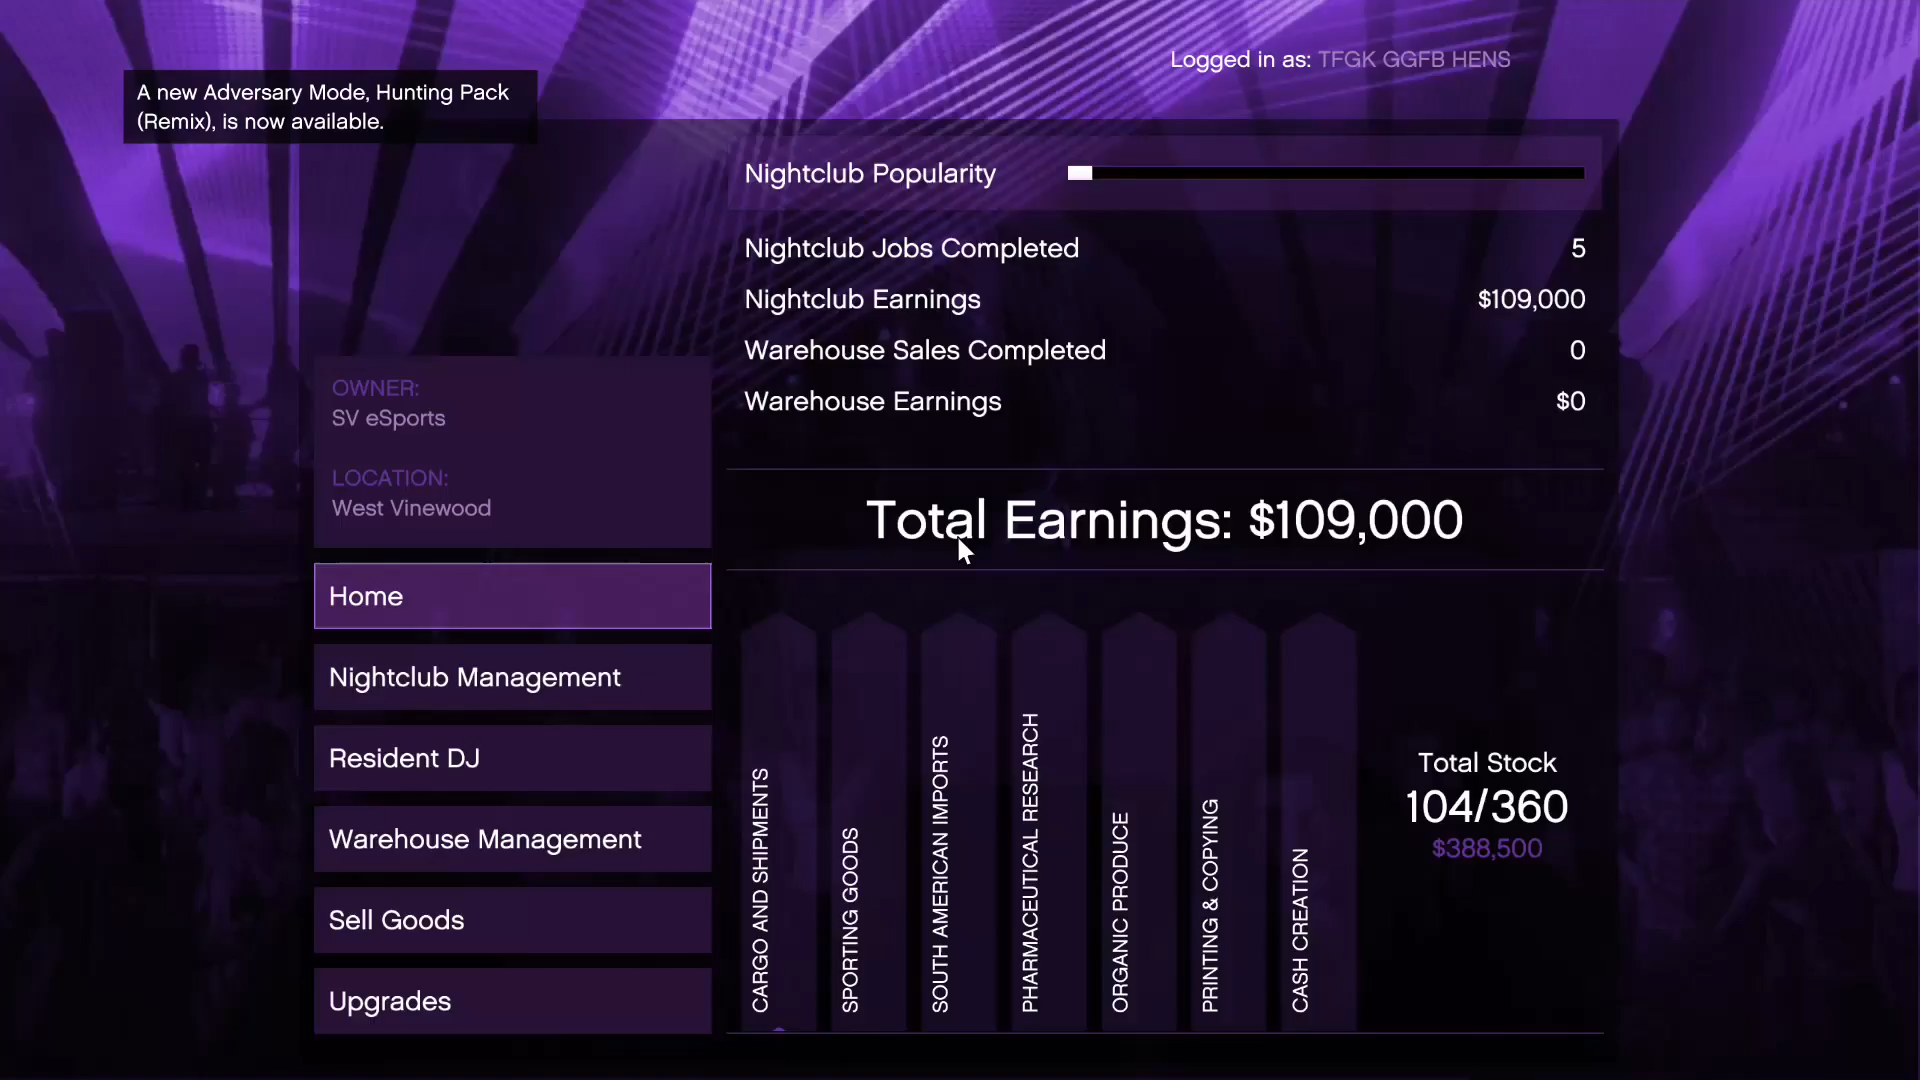 Logged in as: TFGK GGFB HENS
A new Adversary Mode, Hunting Pack
(Remix), is now available.
Nightclub Popularity
Nightclub Jobs Completed 5
Nightclub Earnings $109,000
Warehouse Sales Completed 0
Warehouse Earnings $0
OWNER:
SV eSports
LOCATION:
West Vinewood
Total Earnings: $109,000
Home
Nightclub Management
Resident DJ
Warehouse Management
Sell Goods
Upgrades
CARGO AND SHIPMENTS
SPORTING GOODS
SOUTH AMERICAN IMPORTS
PHARMACEUTICAL RESEARCH
ORGANIC PRODUCE
PRINTING & COPYING
CASH CREATION
Total Stock
104/360
$388,500